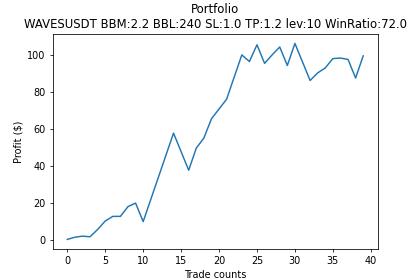 Portfolio
WAVESUSDT BBM:2.2 BBL:240 SL:1.0 TP:1.2 lev:10 WinRatio:72.0
100
80
60
40
20
0
Profit ($)
0 5 10 15 20 25 30 35 40
Trade counts